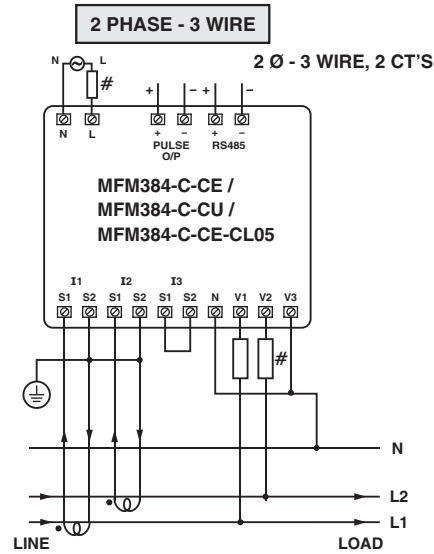 2 PHASE - 3 WIRE
2 Ø - 3 WIRE, 2 CT'S
N L
#
+ – + –
N L
+ – + –
PULSE O/P RS485
MFM384-C-CE /
MFM384-C-CU /
MFM384-C-CE-CL05
I1 I2 I3
S1 S2 S1 S2 S1 S2 N V1 V2 V3
#
N
L2
L1
LINE LOAD